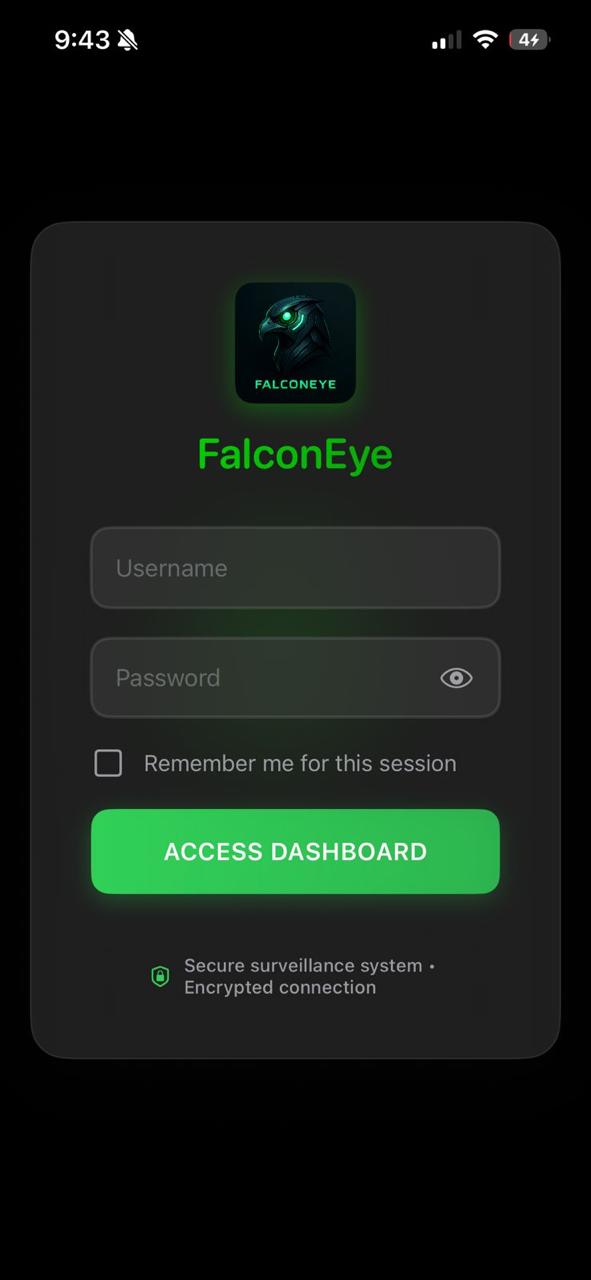 9:43
4
FALCONEYE
FalconEye
Username
Password
Remember me for this session
ACCESS DASHBOARD
Secure surveillance system •
Encrypted connection